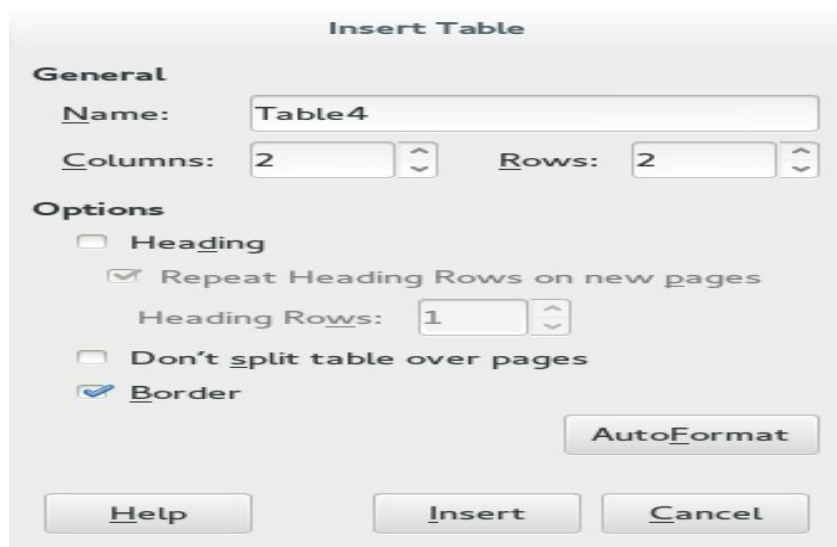 Insert Table
General
Name: Table4
Columns: 2 Rows: 2
Options
Heading
Repeat Heading Rows on new pages
Heading Rows: 1
Don't split table over pages
Border
AutoFormat
Help Insert Cancel